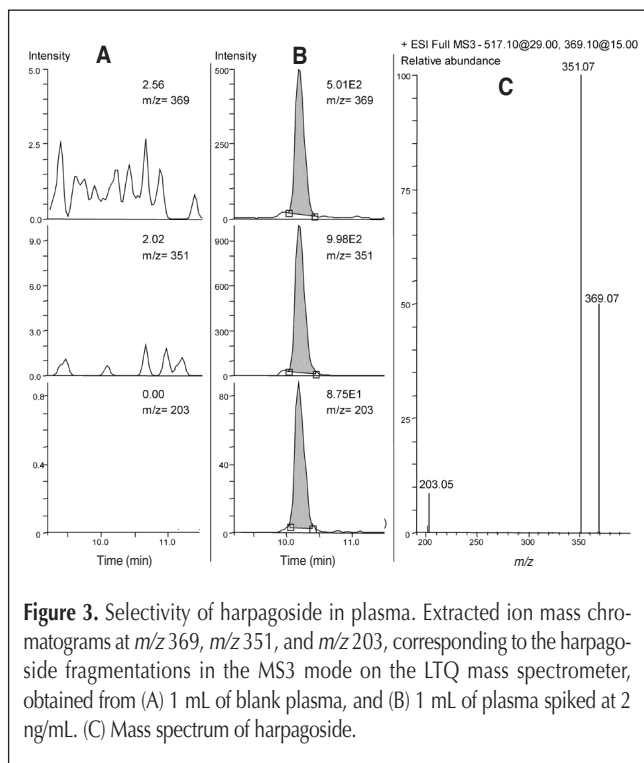 Intensity
A
5.0
2.56
m/z= 369
2.5
0.0
9.0
2.02
m/z= 351
6.0
3.0
0.0
0.8
0.00
m/z= 203
0.4
0
10.0 11.0
Time (min)
Intensity
B
500
5.01E2
m/z= 369
250
0.0
900
9.98E2
m/z= 351
600
300
0.0
80
8.75E1
m/z= 203
40
0
)
10.0 11.0
Time (min)
+ ESI Full MS3 - 517.10@29.00, 369.10@15.00
Relative abundance
C
351.07
100
75
369.07
50
25
203.05
0
200 250 300 350
m/z
Figure 3. Selectivity of harpagoside in plasma. Extracted ion mass chro-
matograms at m/z 369, m/z 351, and m/z 203, corresponding to the harpago-
side fragmentations in the MS3 mode on the LTQ mass spectrometer,
obtained from (A) 1 mL of blank plasma, and (B) 1 mL of plasma spiked at 2
ng/mL. (C) Mass spectrum of harpagoside.